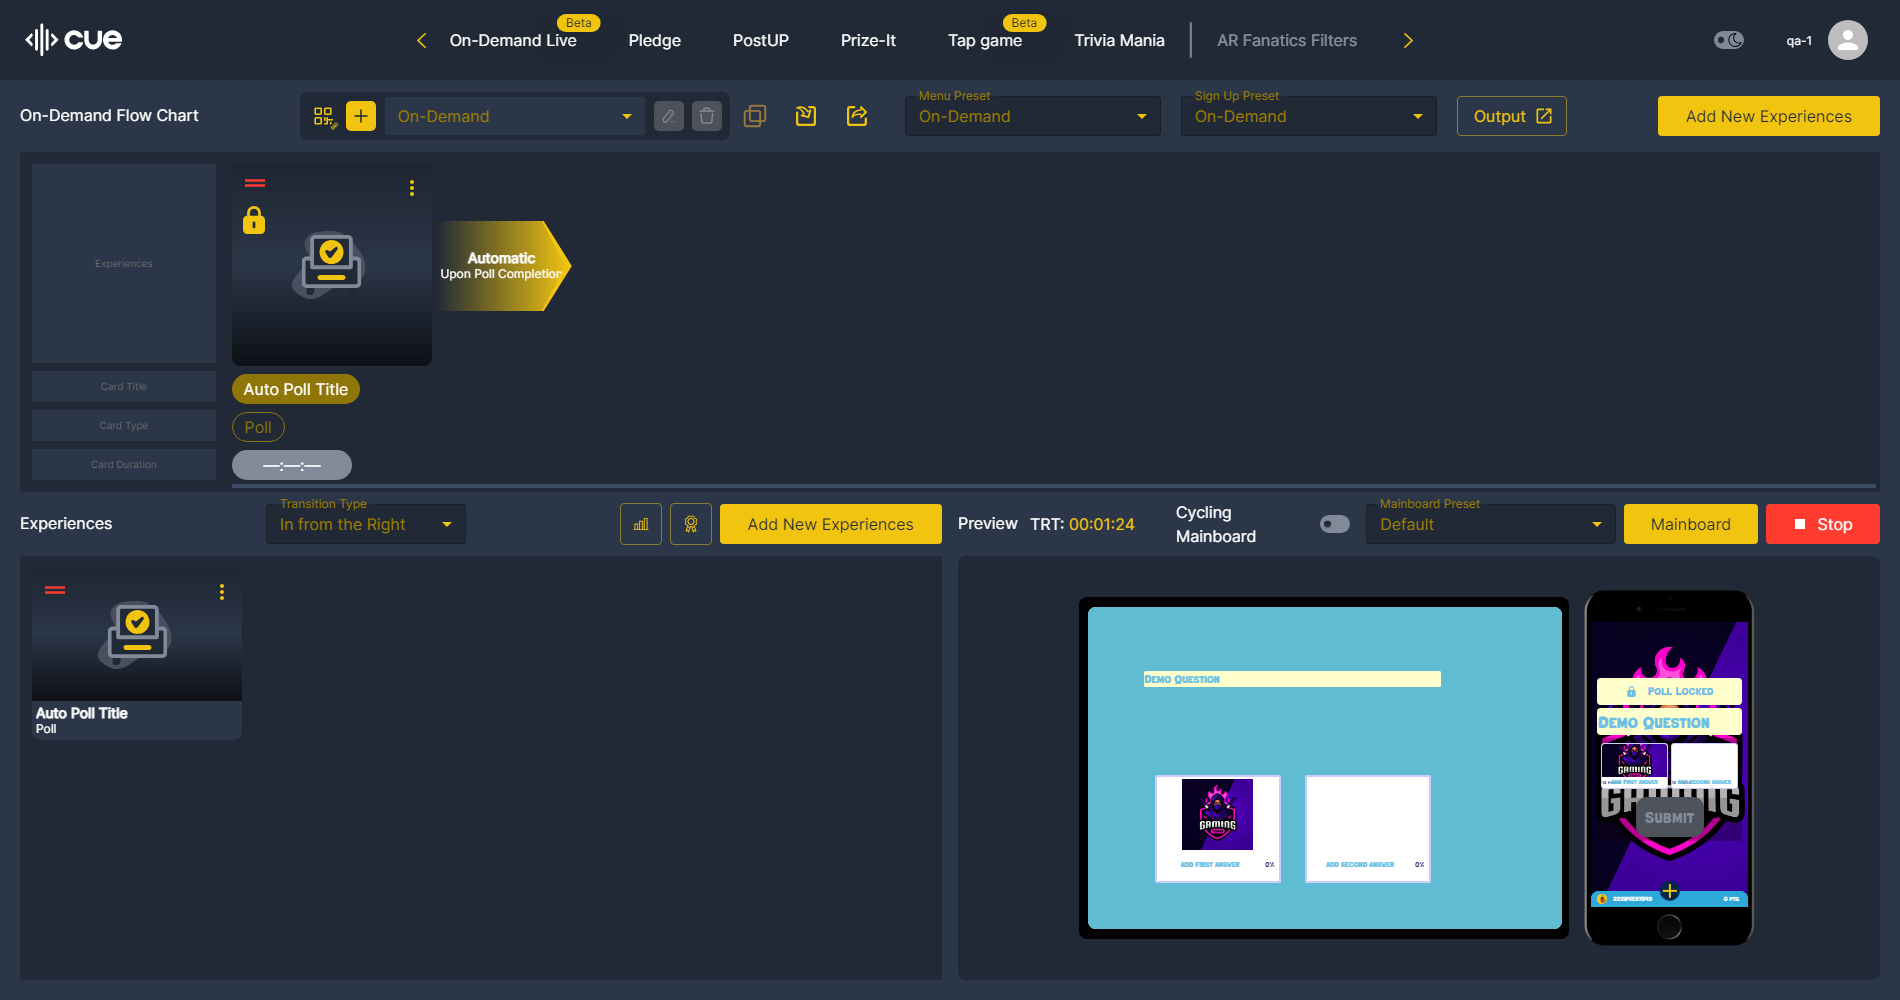 cue
On-Demand Live
Beta
Pledge
PostUP
Prize-It
Tap game
Beta
Trivia Mania
AR Fanatics Filters
qa-1
On-Demand Flow Chart
On-Demand
Menu Preset
On-Demand
Sign Up Preset
On-Demand
Output
Add New Experiences
Experiences
Automatic
Upon Poll Completion
Card Title
Auto Poll Title
Card Type
Poll
Card Duration
—:—:—
Experiences
Transition Type
In from the Right
Add New Experiences
Preview
TRT: 00:01:24
Cycling
Mainboard
Mainboard Preset
Default
Mainboard
Stop
Auto Poll Title
Poll
Demo Question
GAMING
Add First Answer
0%
Add Second Answer
0%
Poll Locked
Demo Question
GAMING
Add First Answer
Add Second Answer
GAMING
Submit
0 Pts.